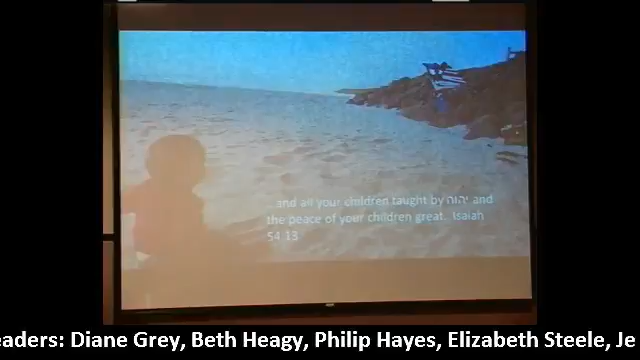 and all your children taught by יהוה and
the peace of your children great. Isaiah
54:13
eaders: Diane Grey, Beth Heagy, Philip Hayes, Elizabeth Steele, Je